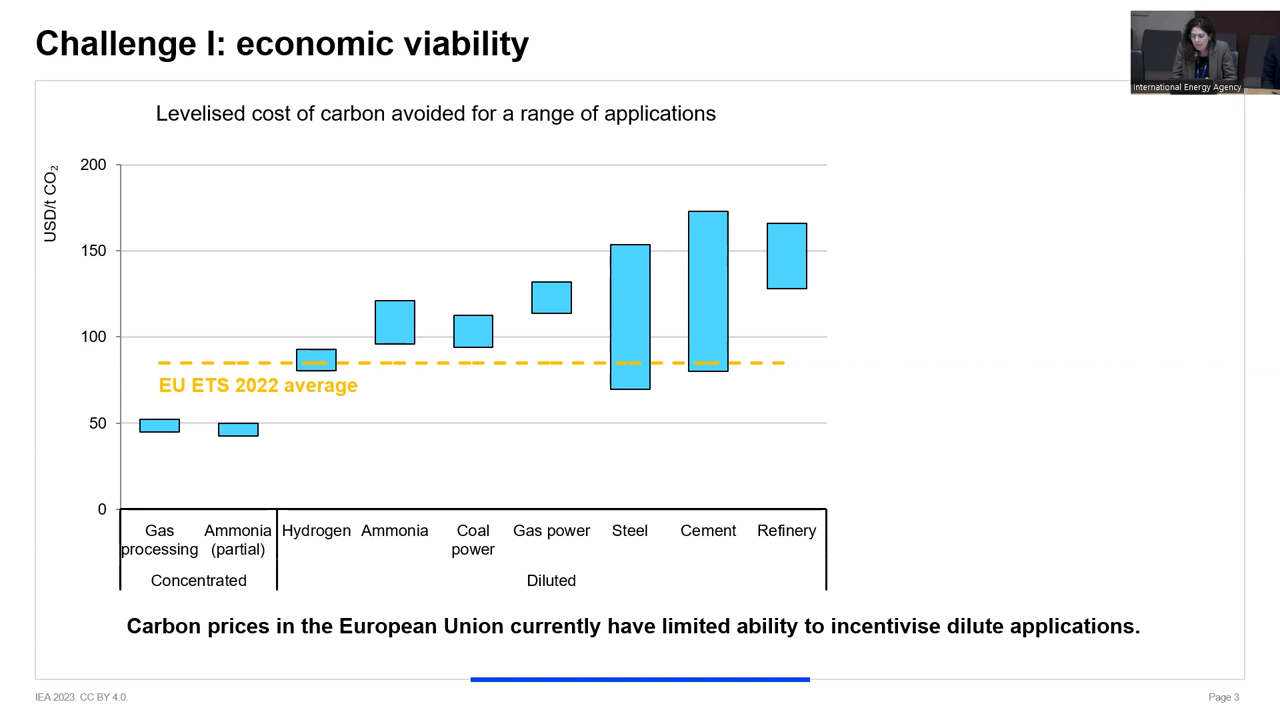 Challenge I: economic viability
International Energy Agency
Levelised cost of carbon avoided for a range of applications
USD/t CO₂
200
150
100
50
0
EU ETS 2022 average
Gas processing
Ammonia (partial)
Hydrogen
Ammonia
Coal power
Gas power
Steel
Cement
Refinery
Concentrated
Diluted
Carbon prices in the European Union currently have limited ability to incentivise dilute applications.
IEA 2023. CC BY 4.0.
Page 3